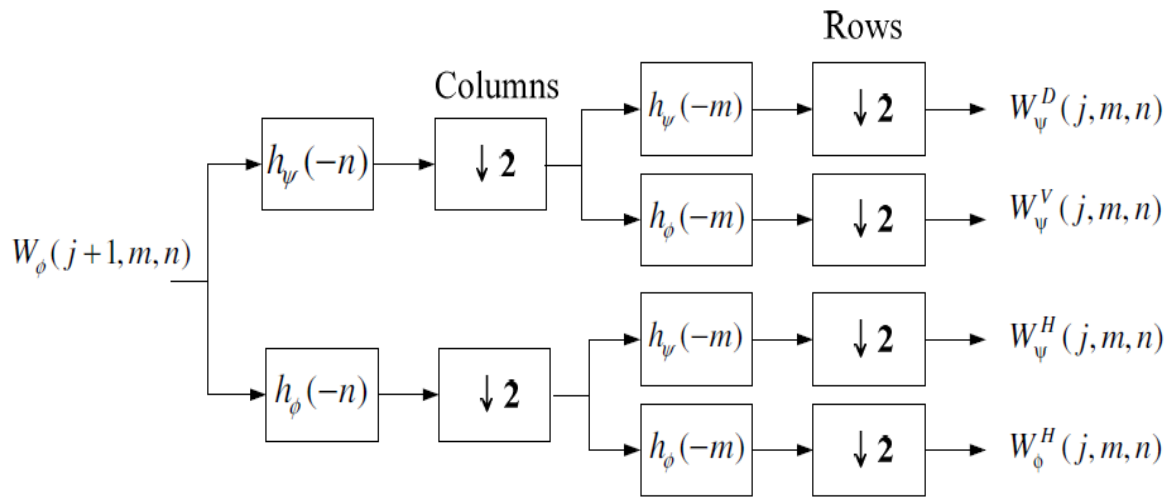 Rows
Columns
h_ψ(−m) ↓ 2 W_ψ^D(j, m, n)
h_ψ(−n) ↓ 2
h_ϕ(−m) ↓ 2 W_ψ^V(j, m, n)
W_ϕ(j+1, m, n)
h_ψ(−m) ↓ 2 W_ψ^H(j, m, n)
h_ϕ(−n) ↓ 2
h_ϕ(−m) ↓ 2 W_ϕ^H(j, m, n)